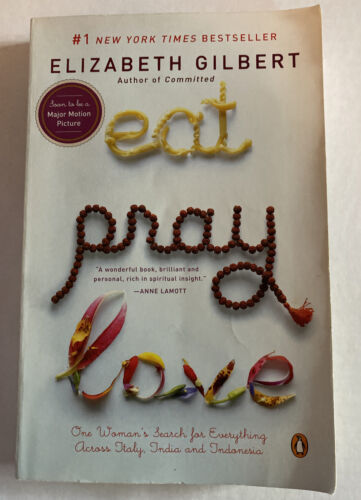 #1 NEW YORK TIMES BESTSELLER
ELIZABETH GILBERT
Author of Committed
Soon to be a
Major Motion
Picture
eat
pray
"A wonderful book, brilliant and
personal, rich in spiritual insight."
—ANNE LAMOTT
love
One Woman's Search for Everything
Across Italy, India and Indonesia